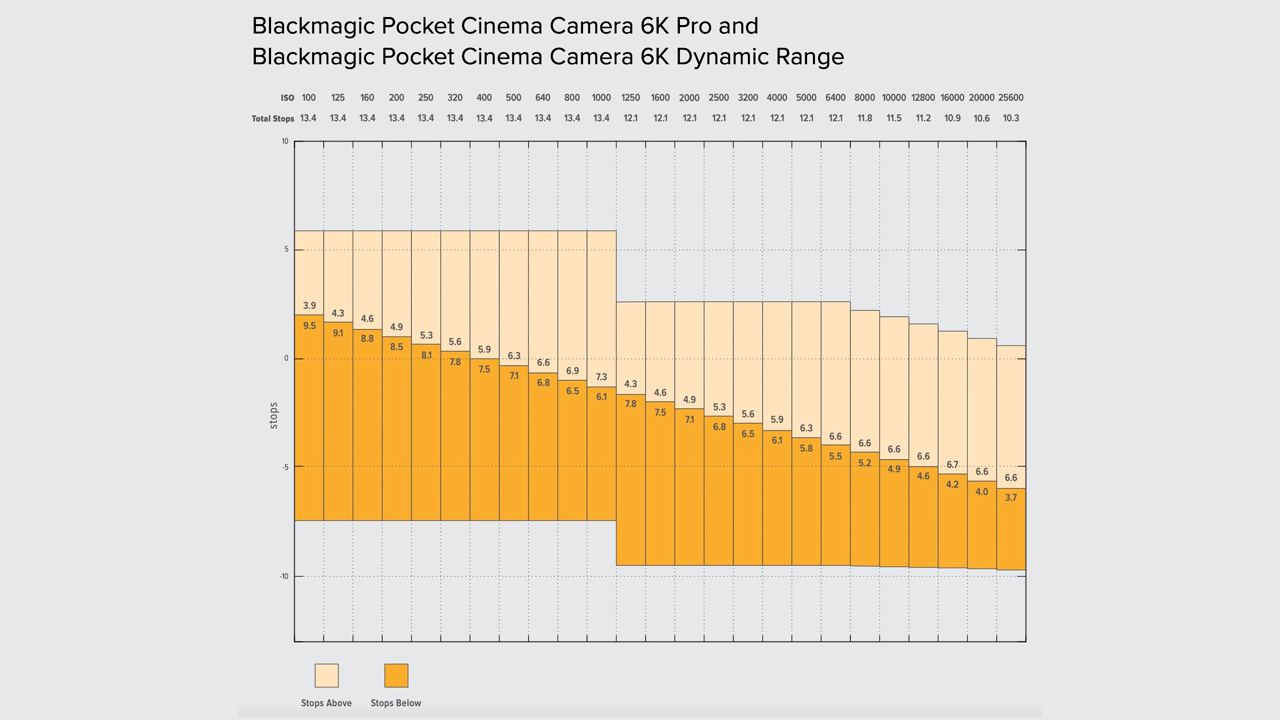 Blackmagic Pocket Cinema Camera 6K Pro and
Blackmagic Pocket Cinema Camera 6K Dynamic Range
ISO 100 125 160 200 250 320 400 500 640 800 1000 1250 1600 2000 2500 3200 4000 5000 6400 8000 10000 12800 16000 20000 25600
Total Stops 13.4 13.4 13.4 13.4 13.4 13.4 13.4 13.4 13.4 13.4 13.4 12.1 12.1 12.1 12.1 12.1 12.1 12.1 12.1 11.8 11.5 11.2 10.9 10.6 10.3
10
5
0
-5
-10
stops
3.9 4.3 4.6 4.9 5.3 5.6 5.9 6.3 6.6 6.9 7.3 4.3 4.6 4.9 5.3 5.6 5.9 6.3 6.6 6.6 6.6 6.6 6.7 6.6 6.6
9.5 9.1 8.8 8.5 8.1 7.8 7.5 7.1 6.8 6.5 6.1 7.8 7.5 7.1 6.8 6.5 6.1 5.8 5.5 5.2 4.9 4.6 4.2 4.0 3.7
Stops Above Stops Below